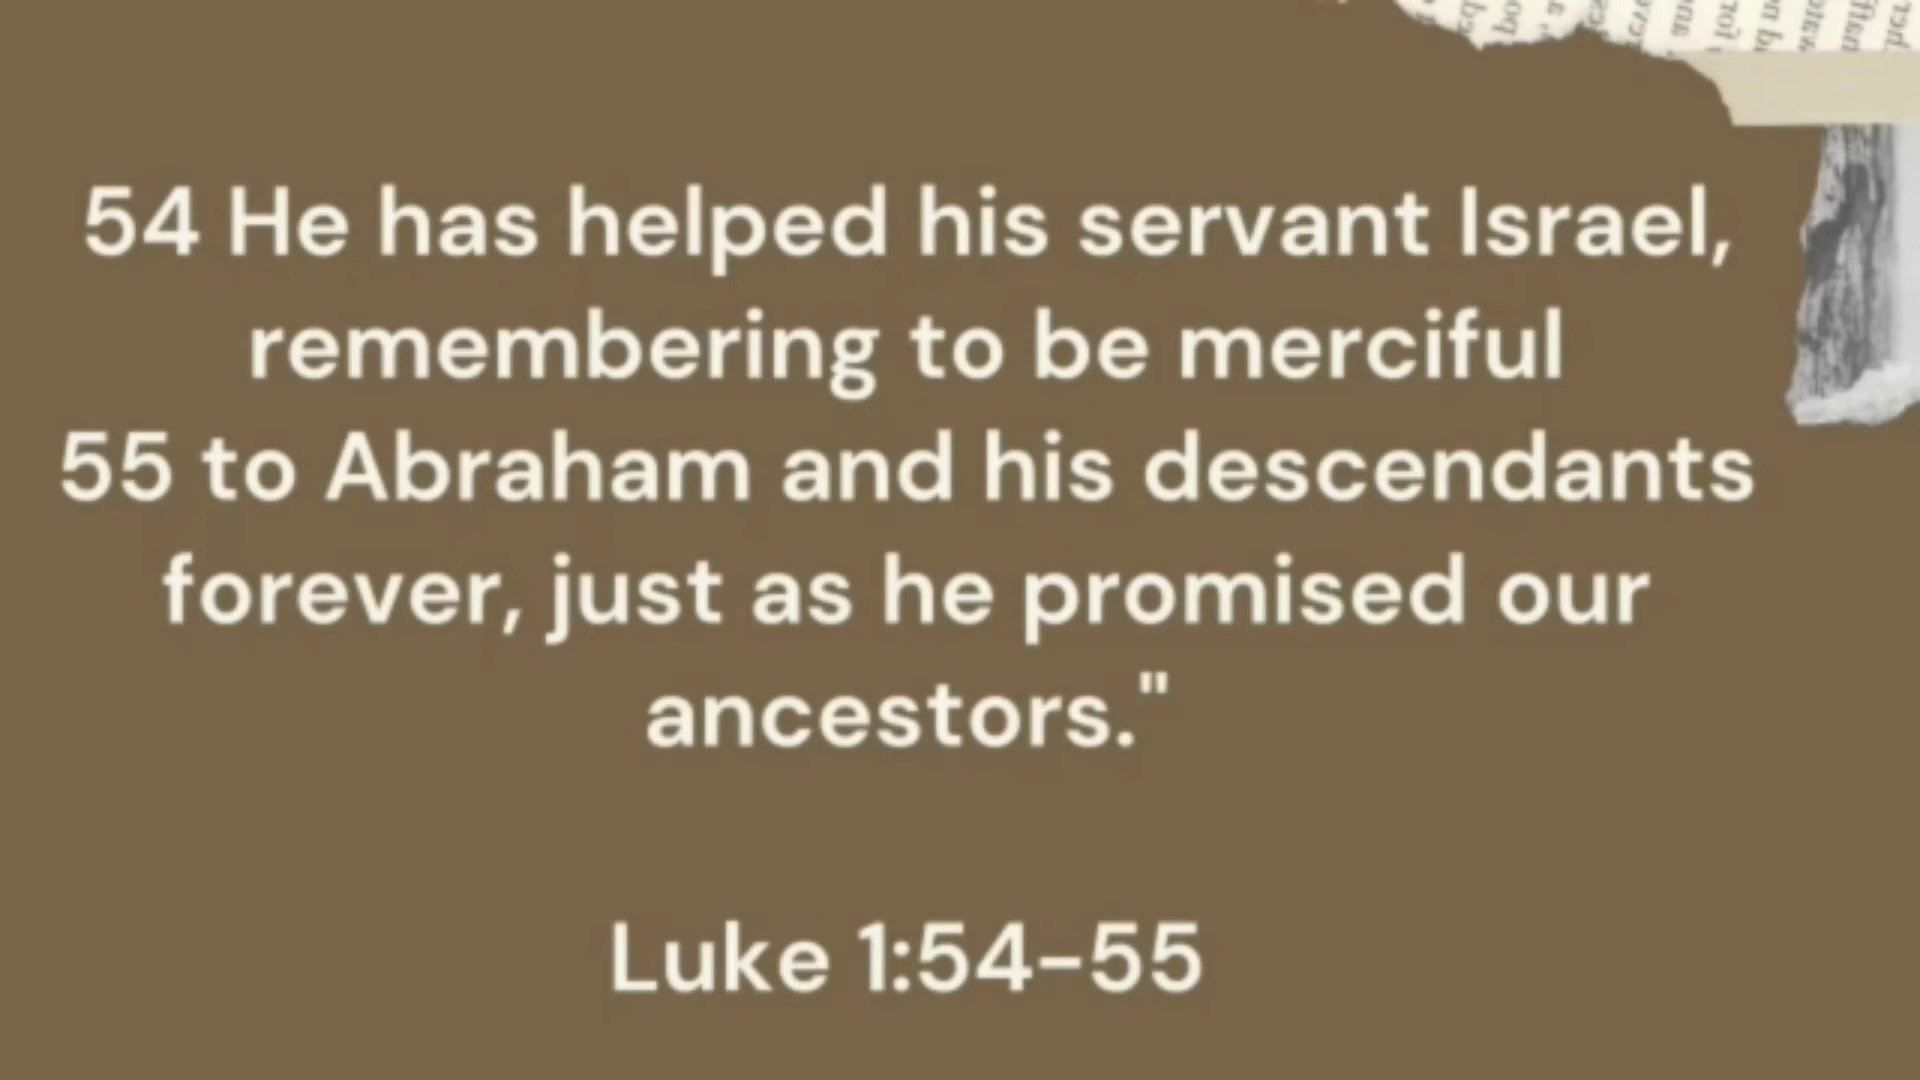 54 He has helped his servant Israel,
remembering to be merciful
55 to Abraham and his descendants
forever, just as he promised our
ancestors."
Luke 1:54-55